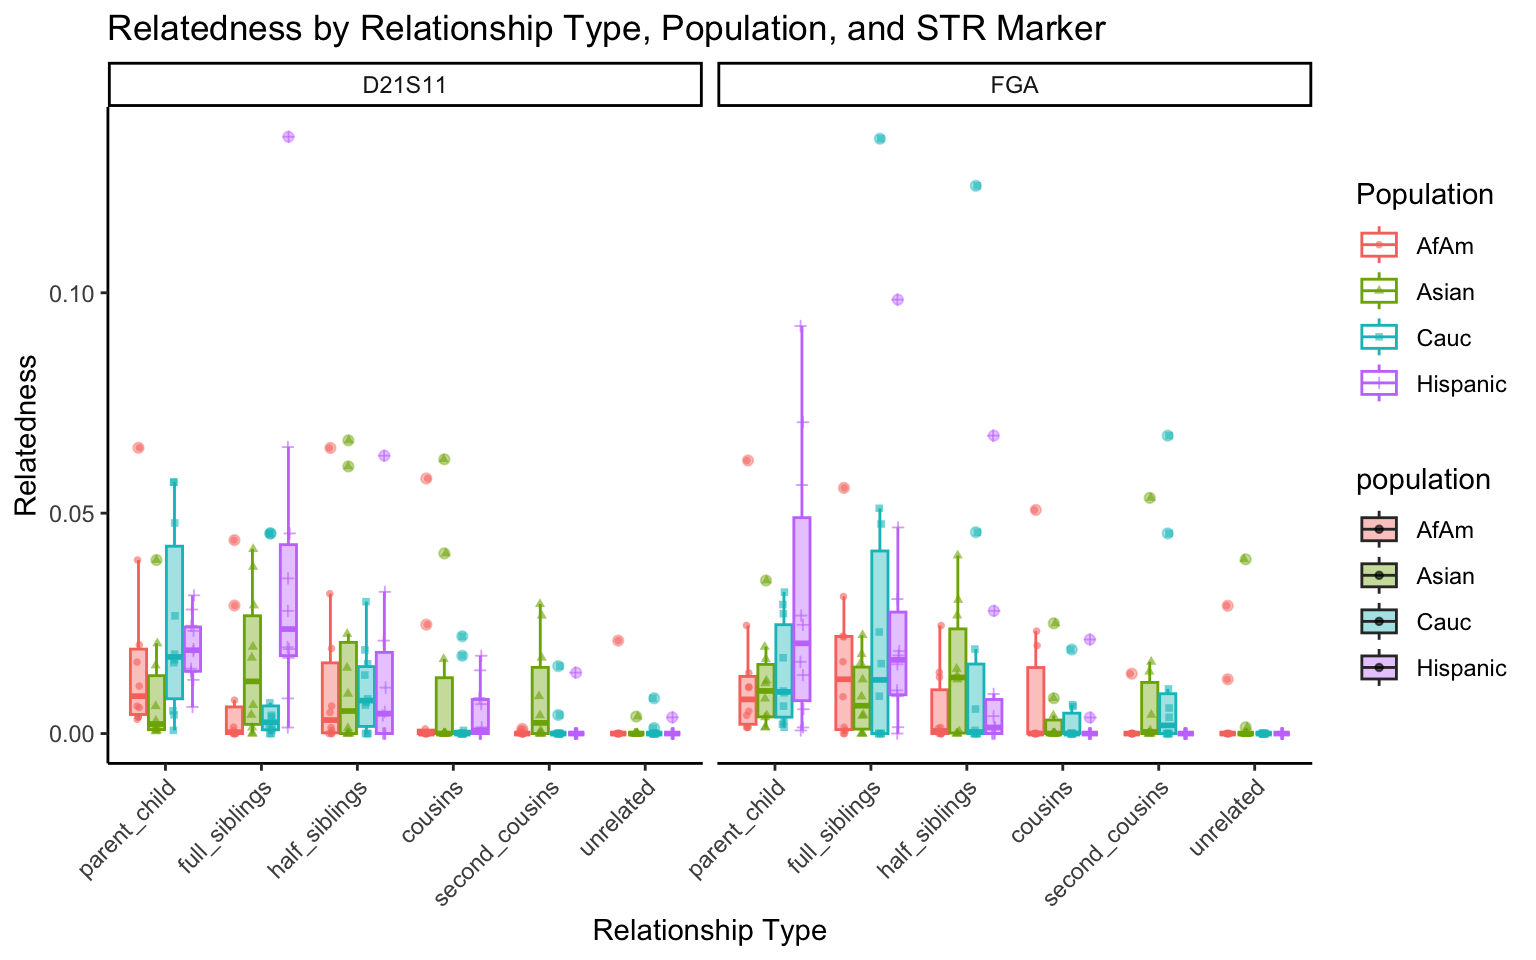 Relatedness by Relationship Type, Population, and STR Marker
D21S11
FGA
Relatedness
0.10
0.05
0.00
parent_child
full_siblings
half_siblings
cousins
second_cousins
unrelated
parent_child
full_siblings
half_siblings
cousins
second_cousins
unrelated
Relationship Type
Population
AfAm
Asian
Cauc
Hispanic
population
AfAm
Asian
Cauc
Hispanic